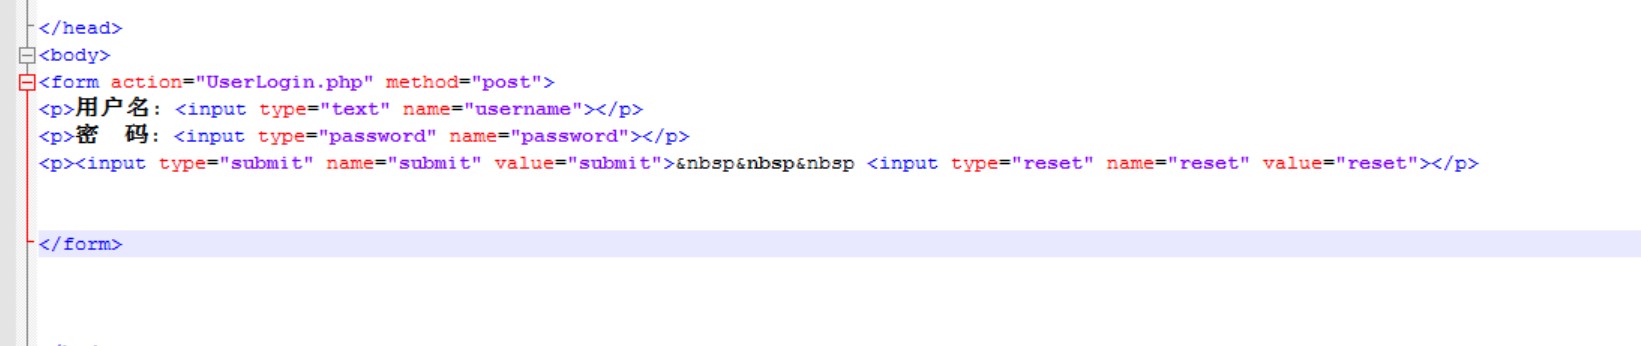 </head>
<body>
<form action="UserLogin.php" method="post">
<p>用户名：<input type="text" name="username"></p>
<p>密　码：<input type="password" name="password"></p>
<p><input type="submit" name="submit" value="submit">&nbsp&nbsp&nbsp <input type="reset" name="reset" value="reset"></p>
</form>